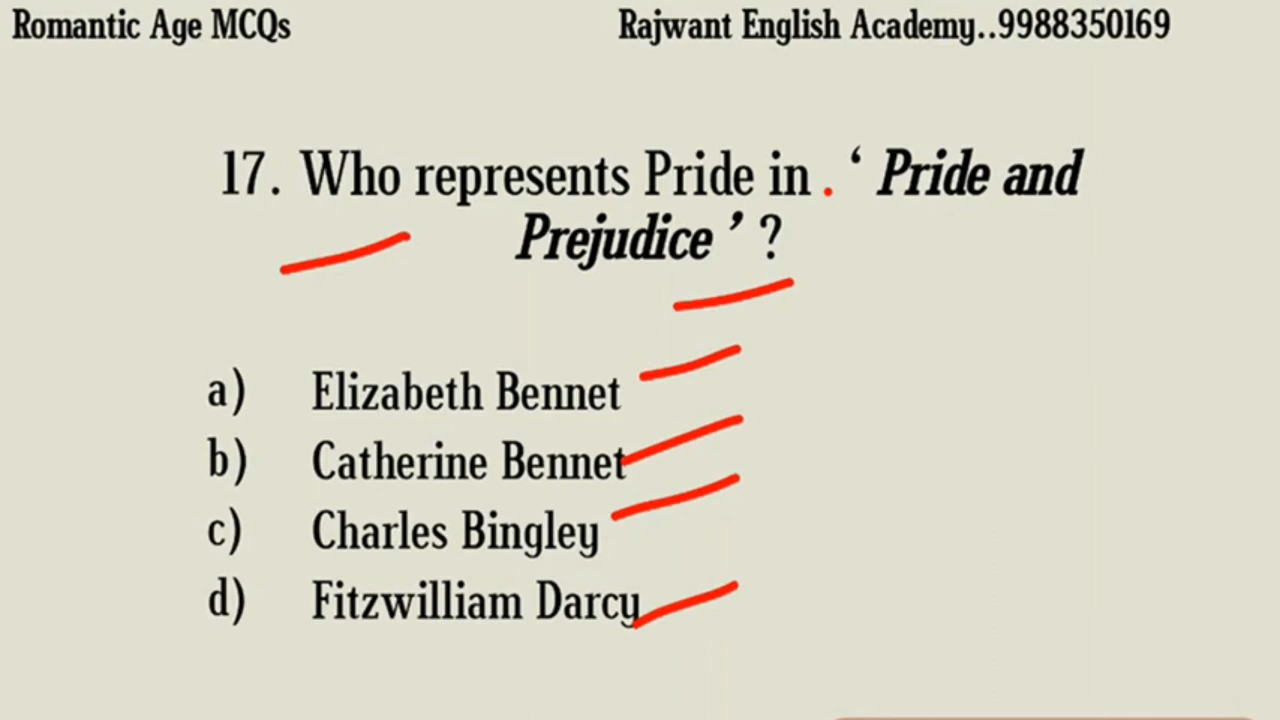 Romantic Age MCQs
Rajwant English Academy..9988350169
17. Who represents Pride in . ‘ Pride and
Prejudice ’ ?
a) Elizabeth Bennet
b) Catherine Bennet
c) Charles Bingley
d) Fitzwilliam Darcy